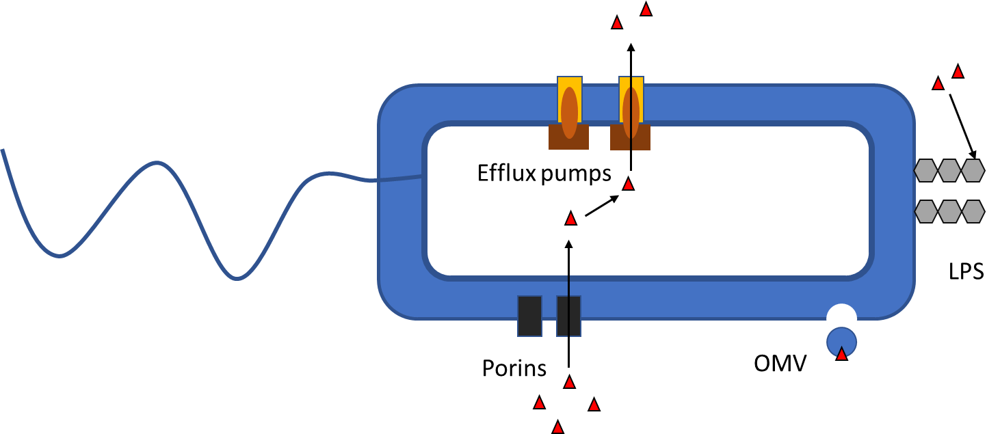 Efflux pumps
LPS
OMV
Porins